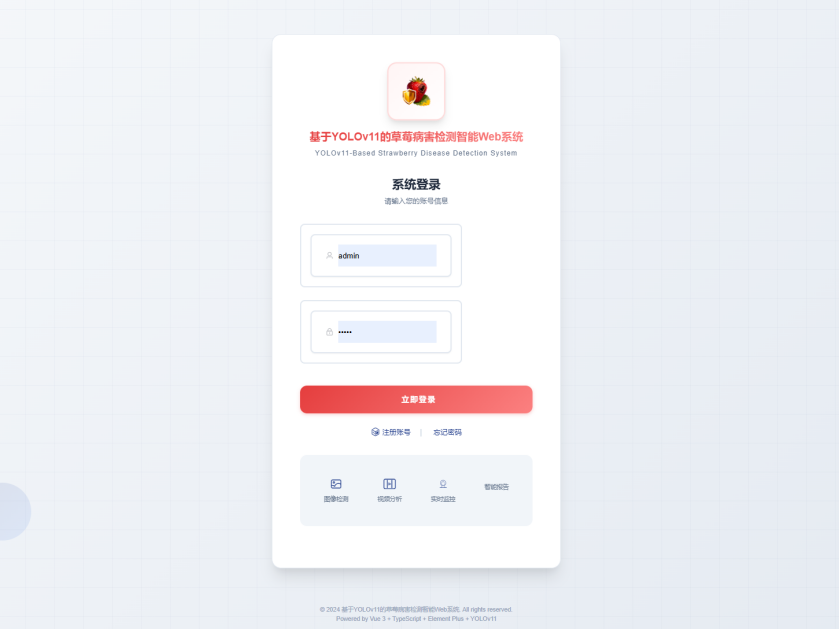 基于YOLOv11的草莓病害检测智能Web系统
YOLOv11-Based Strawberry Disease Detection System
系统登录
请输入您的账号信息
admin
•••••
立即登录
注册账号 | 忘记密码
图像检测 视频分析 实时监控 智能报告
© 2024 基于YOLOv11的草莓病害检测智能Web系统. All rights reserved.
Powered by Vue 3 + TypeScript + Element Plus + YOLOv11